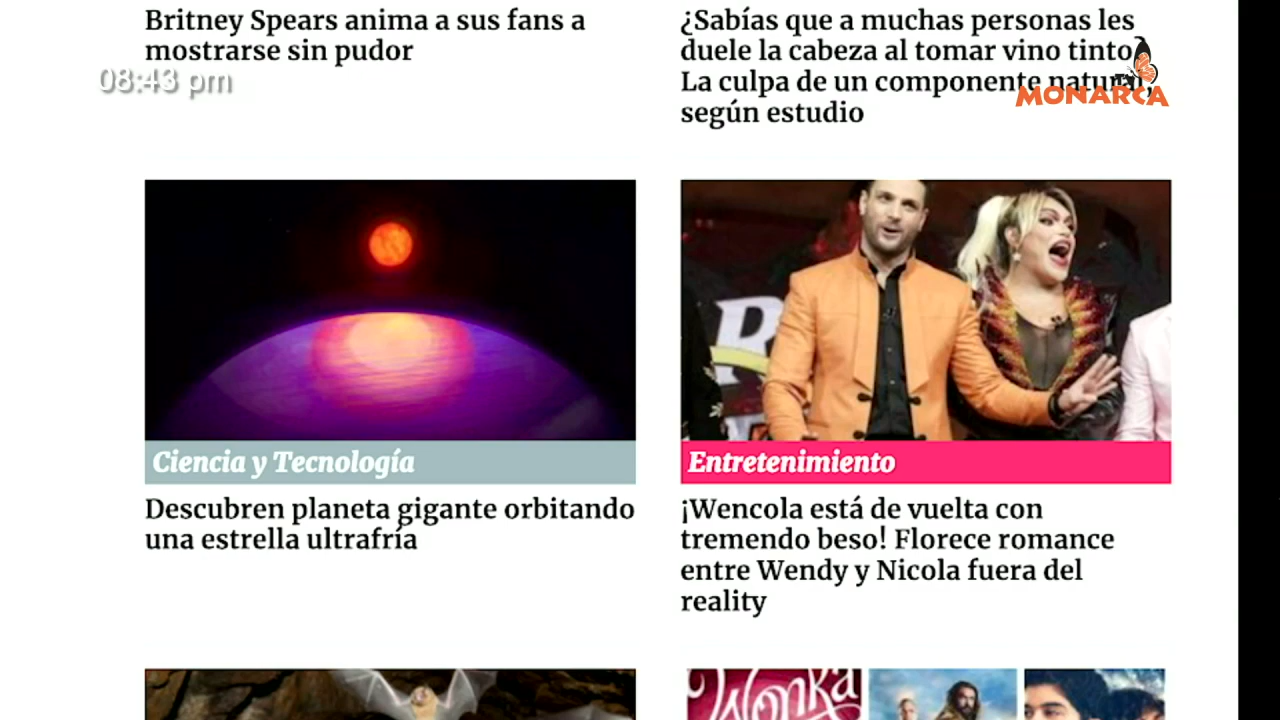 Britney Spears anima a sus fans a
mostrarse sin pudor
¿Sabías que a muchas personas les
duele la cabeza al tomar vino tinto?
La culpa de un componente natural,
según estudio
08:43 pm
TV
MONARCA
Ciencia y Tecnología
Descubren planeta gigante orbitando
una estrella ultrafría
Entretenimiento
¡Wencola está de vuelta con
tremendo beso! Florece romance
entre Wendy y Nicola fuera del
reality
Wonka